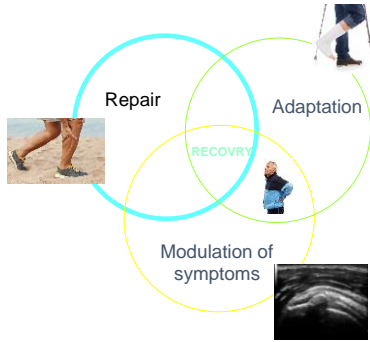 Repair
Adaptation
RECOVRY
Modulation of
symptoms